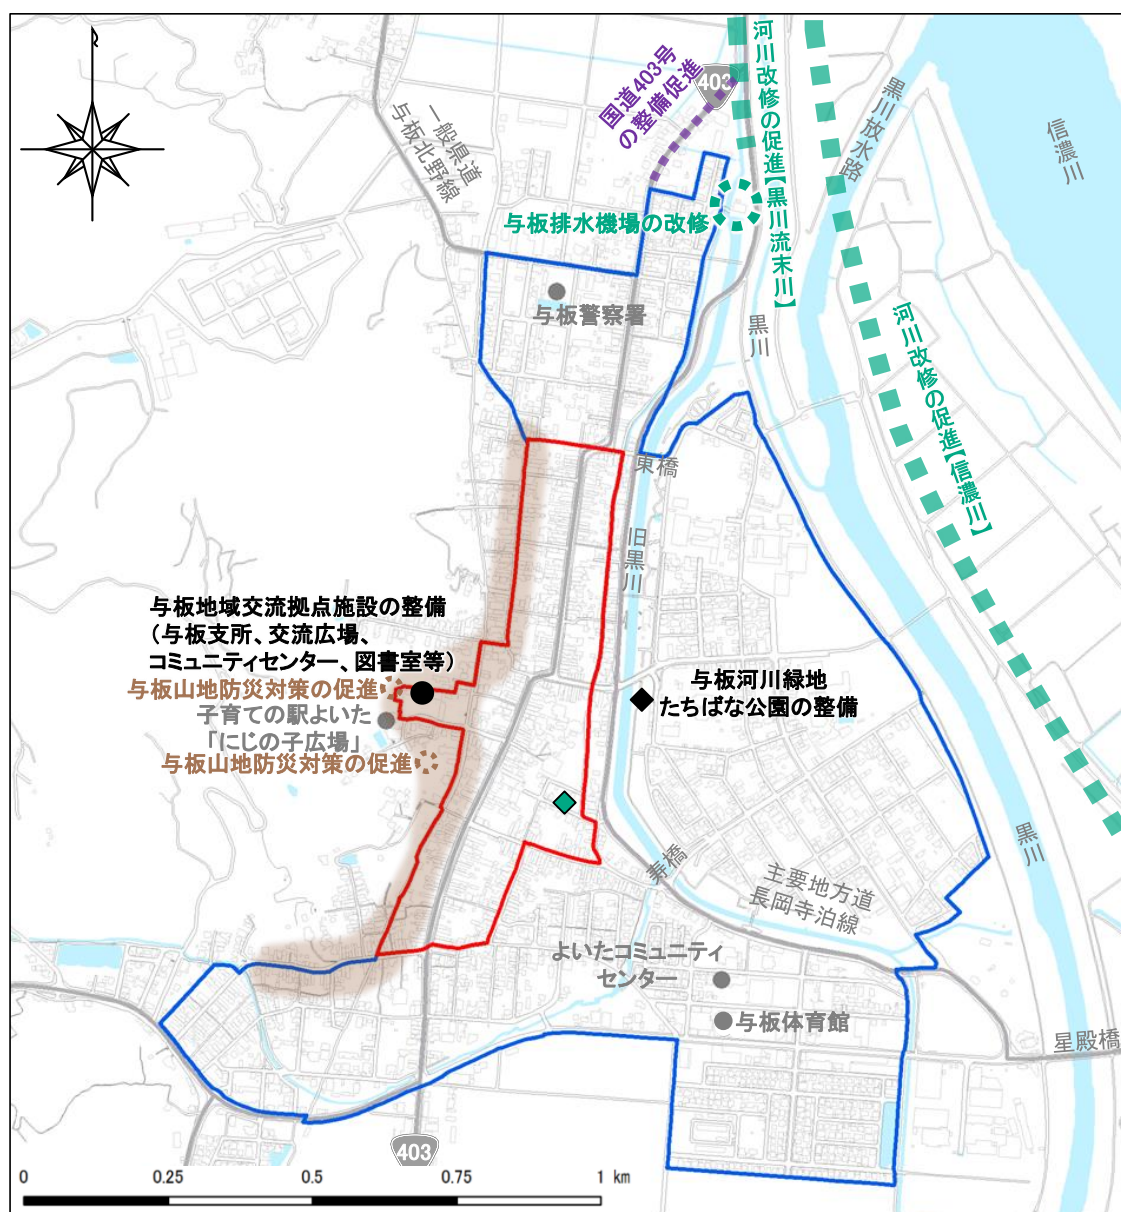 国道403号
の整備促進
403
河川改修の促進【黒川流末川】
黒川放水路
信濃川
一般県道
与板北野線
与板排水機場の改修
与板警察署
黒川
河川改修の促進【信濃川】
東橋
旧黒川
与板地域交流拠点施設の整備
（与板支所、交流広場、
コミュニティセンター、図書室等）
与板山地防災対策の促進
子育ての駅よいた
「にじの子広場」
与板山地防災対策の促進
与板河川緑地
たちばな公園の整備
寿橋
主要地方道
長岡寺泊線
黒川
よいたコミュニティ
センター
与板体育館
星殿橋
403
0 0.25 0.5 0.75 1 km